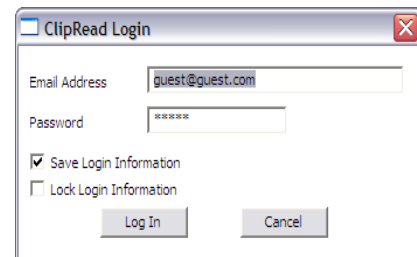 ClipRead Login
Email Address guest@guest.com
Password *****
Save Login Information
Lock Login Information
Log In Cancel